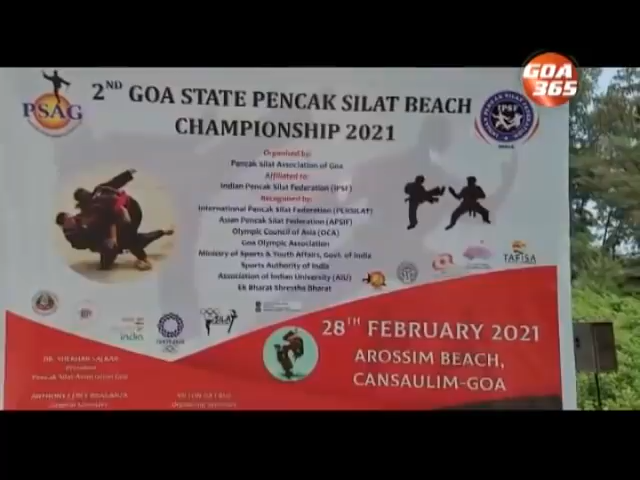 GOA
365
PSAG
2ND GOA STATE PENCAK SILAT BEACH
CHAMPIONSHIP 2021
IPSF
Organised by:
Pencak Silat Association of Goa
Affiliated to:
Indian Pencak Silat Federation (IPSF)
Recognised by:
International Pencak Silat Federation (PERSILAT)
Asian Pencak Silat Federation (APSIF)
Olympic Council of Asia (OCA)
Goa Olympic Association
Ministry of Sports & Youth Affairs, Govt. of India
Sports Authority of India
Association of Indian University (AIU)
Ek Bharat Shreshta Bharat
TAFISA
india
SILAT
28TH FEBRUARY 2021
AROSSIM BEACH,
CANSAULIM-GOA
President
Pencak Silat Association Goa